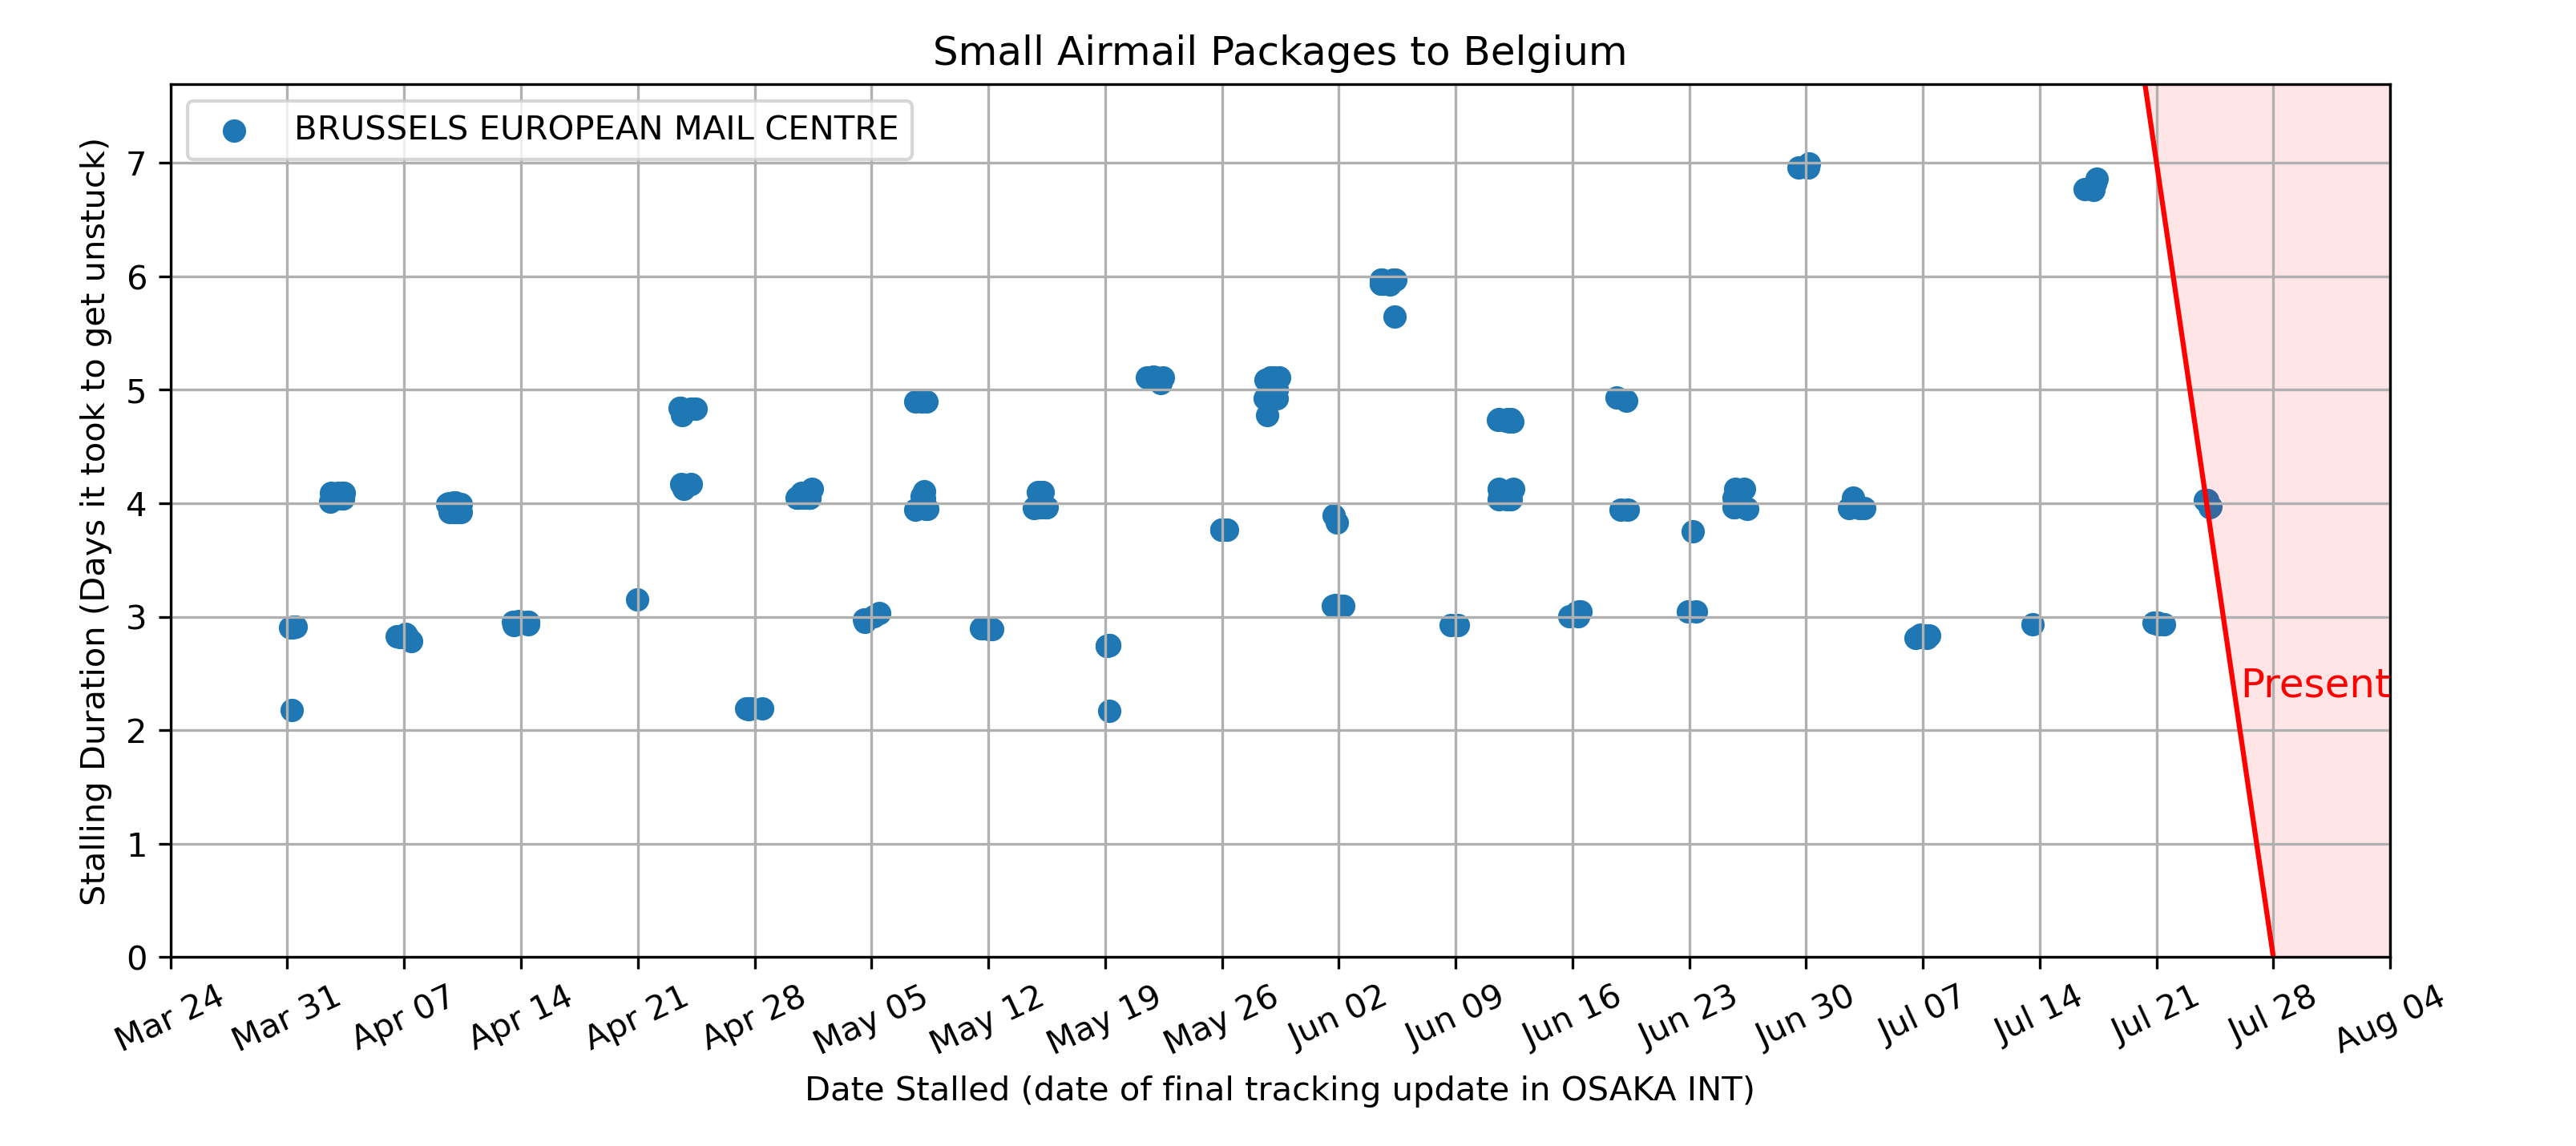 Small Airmail Packages to Belgium
BRUSSELS EUROPEAN MAIL CENTRE
Stalling Duration (Days it took to get unstuck)
7
6
5
4
3
2
1
0
Present
Mar 24 Mar 31 Apr 07 Apr 14 Apr 21 Apr 28 May 05 May 12 May 19 May 26 Jun 02 Jun 09 Jun 16 Jun 23 Jun 30 Jul 07 Jul 14 Jul 21 Jul 28 Aug 04
Date Stalled (date of final tracking update in OSAKA INT)